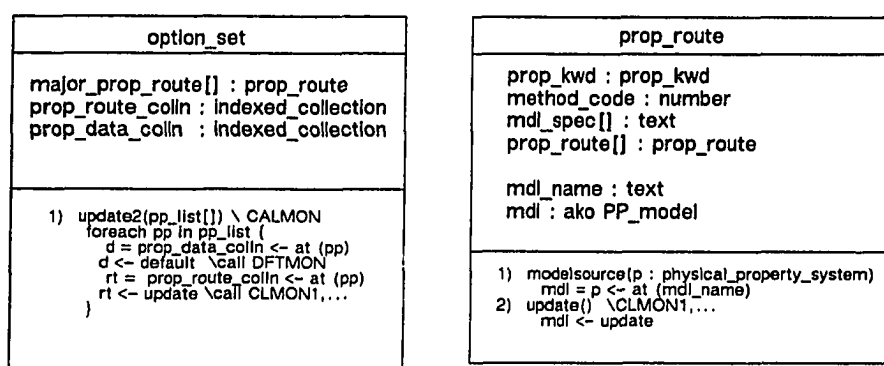 option_set
major_prop_route[] : prop_route
prop_route_colln : indexed_collection
prop_data_colln : indexed_collection
1) update2(pp_list[]) \ CALMON
foreach pp in pp_list {
d = prop_data_colln <- at (pp)
d <- default \call DFTMON
rt = prop_route_colln <- at (pp)
rt <- update \call CLMON1,...
}
prop_route
prop_kwd : prop_kwd
method_code : number
mdl_spec[] : text
prop_route[] : prop_route
mdl_name : text
mdl : ako PP_model
1) modelsource(p : physical_property_system)
mdl = p <- at (mdl_name)
2) update() \CLMON1,...
mdl <- update